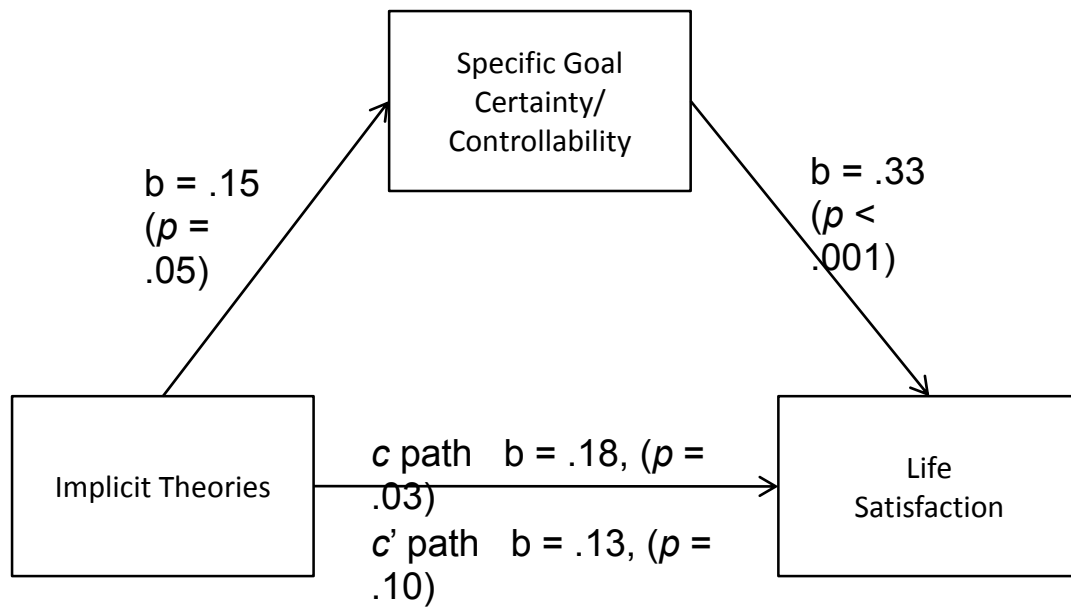 Specific Goal
Certainty/
Controllability
b = .15
(p =
.05)
b = .33
(p <
.001)
Implicit Theories
c path b = .18, (p =
.03)
c’ path b = .13, (p =
.10)
Life
Satisfaction